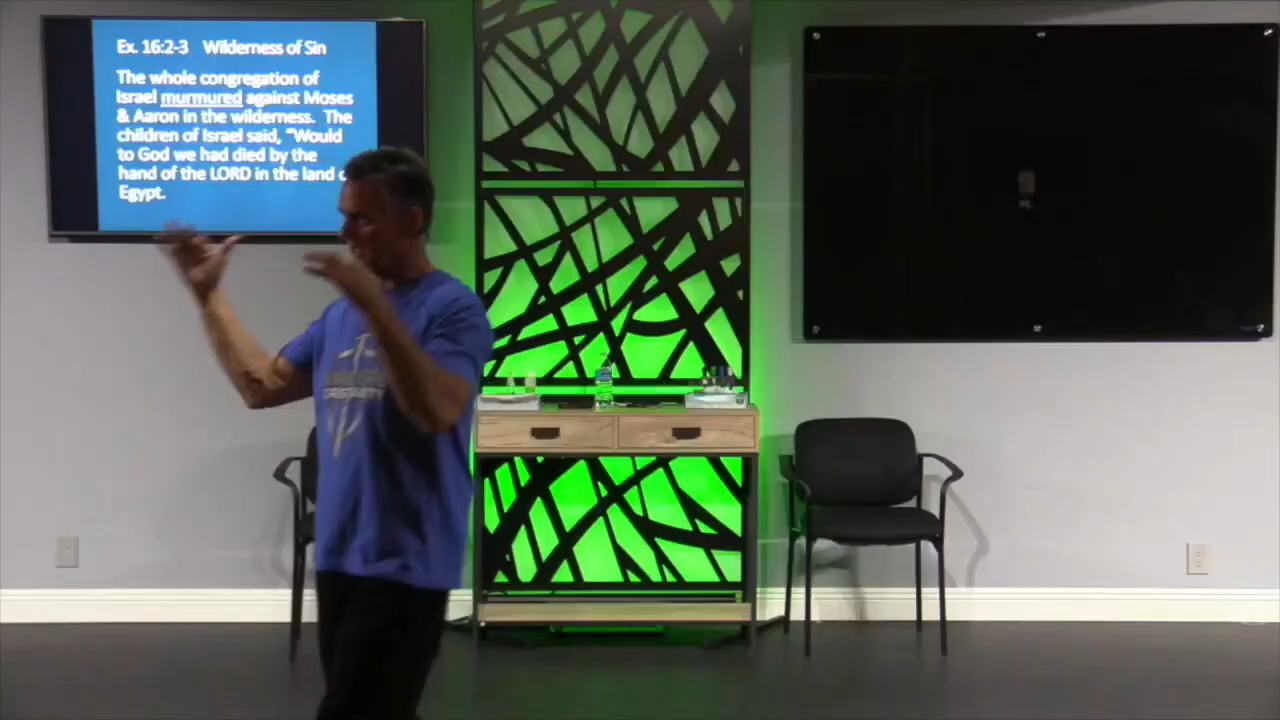 Ex. 16:2-3 Wilderness of Sin
The whole congregation of
Israel murmured against Moses
& Aaron in the wilderness. The
children of Israel said, “Would
to God we had died by the
hand of the LORD in the land
Egypt.